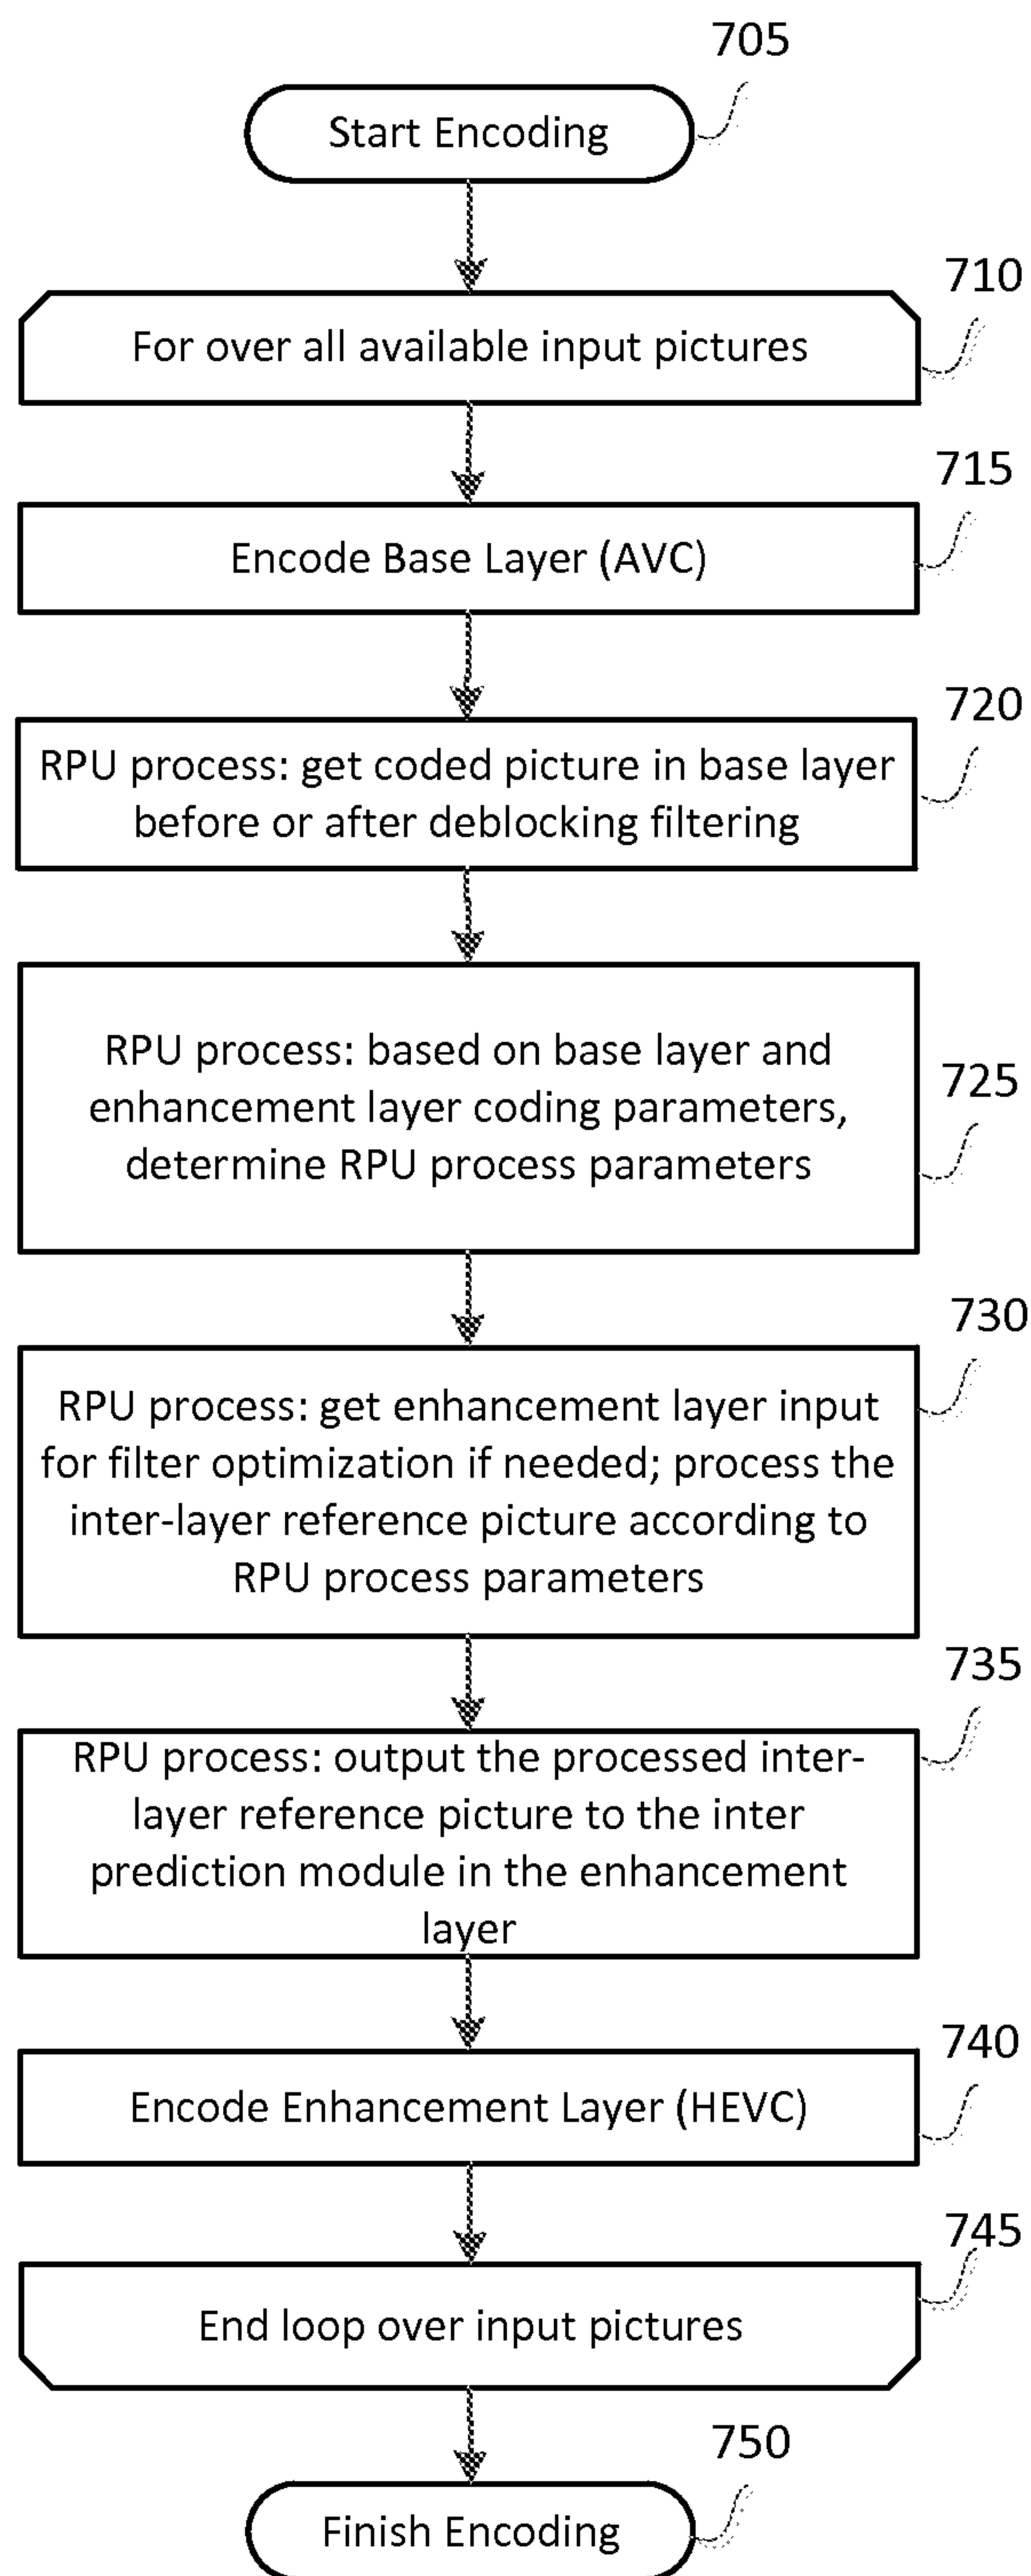 705
Start Encoding
710
For over all available input pictures
715
Encode Base Layer (AVC)
720
RPU process: get coded picture in base layer
before or after deblocking filtering
725
RPU process: based on base layer and
enhancement layer coding parameters,
determine RPU process parameters
730
RPU process: get enhancement layer input
for filter optimization if needed; process the
inter-layer reference picture according to
RPU process parameters
735
RPU process: output the processed inter-
layer reference picture to the inter
prediction module in the enhancement
layer
740
Encode Enhancement Layer (HEVC)
745
End loop over input pictures
750
Finish Encoding